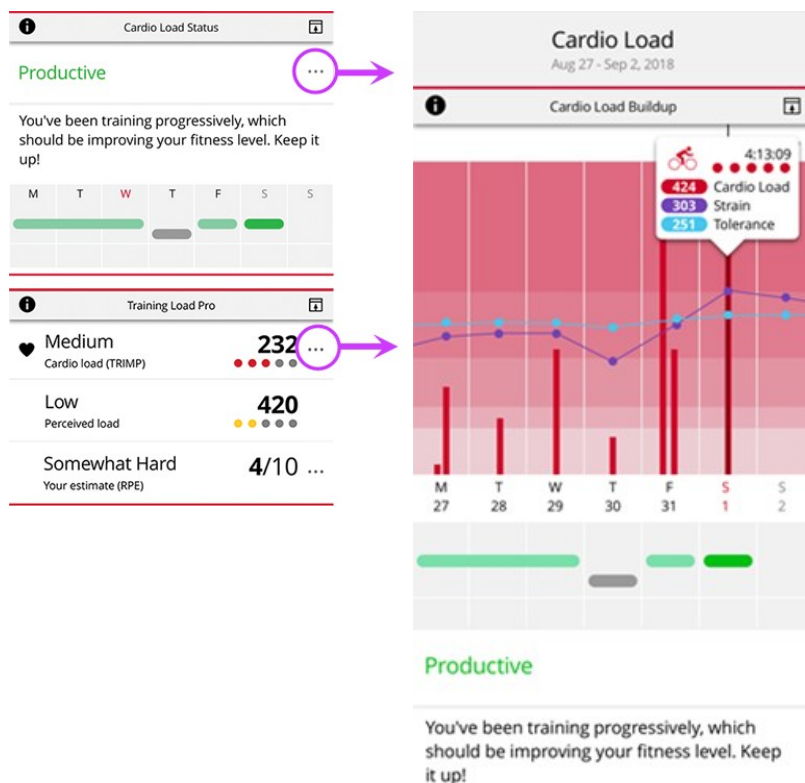 Cardio Load Status
Productive
...
You've been training progressively, which
should be improving your fitness level. Keep it
up!
M T W T F S S
Training Load Pro
Medium 232 ...
Cardio load (TRIMP)
Low 420
Perceived load
Somewhat Hard 4/10 ...
Your estimate (RPE)
Cardio Load
Aug 27 - Sep 2, 2018
Cardio Load Buildup
4:13:09
424 Cardio Load
303 Strain
251 Tolerance
M T W T F S S
27 28 29 30 31 1 2
Productive
You've been training progressively, which
should be improving your fitness level. Keep
it up!